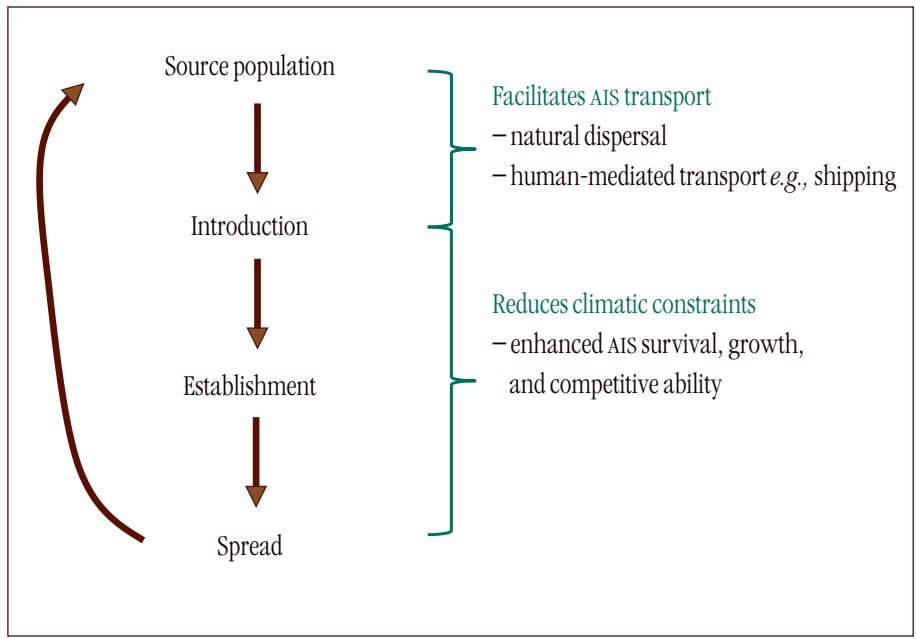 Source population
Introduction
Establishment
Spread
Facilitates AIS transport
– natural dispersal
– human-mediated transport e.g., shipping
Reduces climatic constraints
– enhanced AIS survival, growth,
and competitive ability